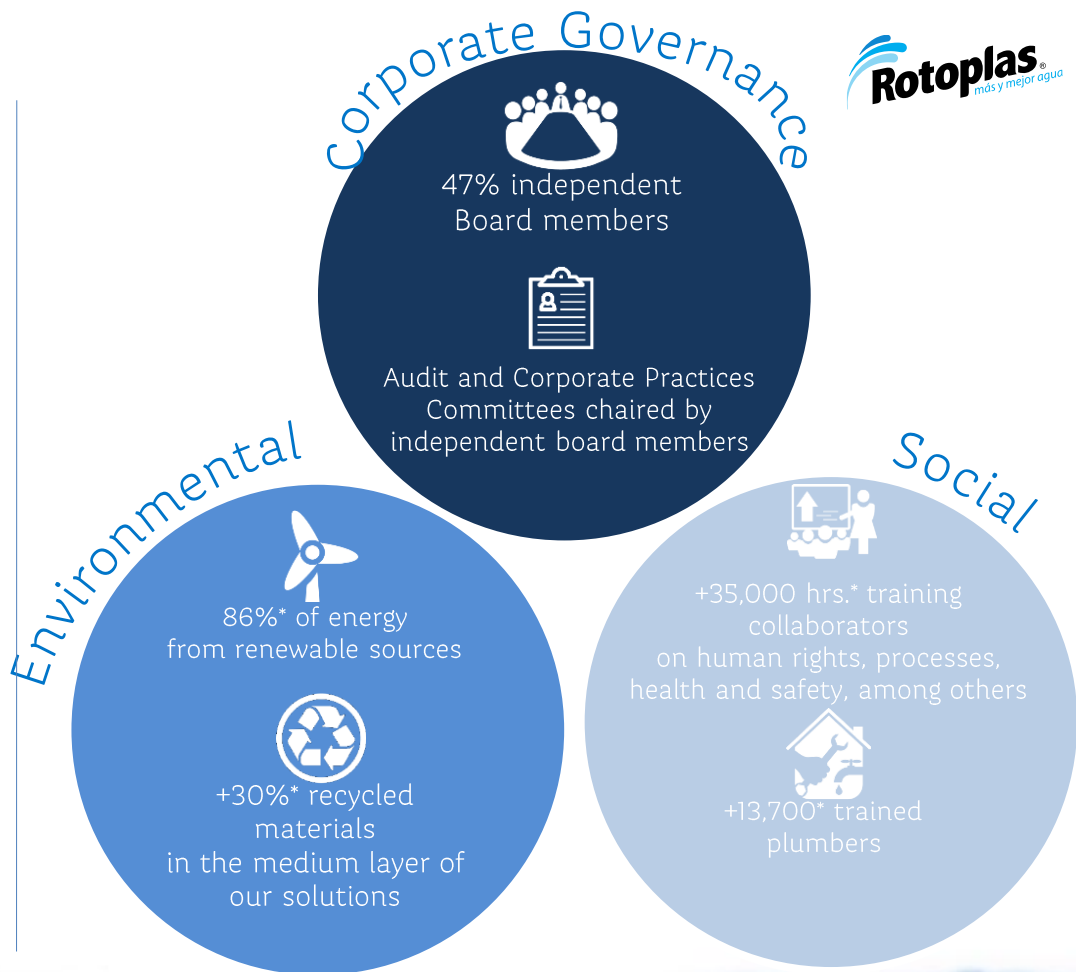 Corporate Governance
Rotoplas®
más y mejor agua
47% independent
Board members
Audit and Corporate Practices
Committees chaired by
independent board members
Environmental
86%* of energy
from renewable sources
+30%* recycled
materials
in the medium layer of
our solutions
Social
+35,000 hrs.* training
collaborators
on human rights, processes,
health and safety, among others
+13,700* trained
plumbers